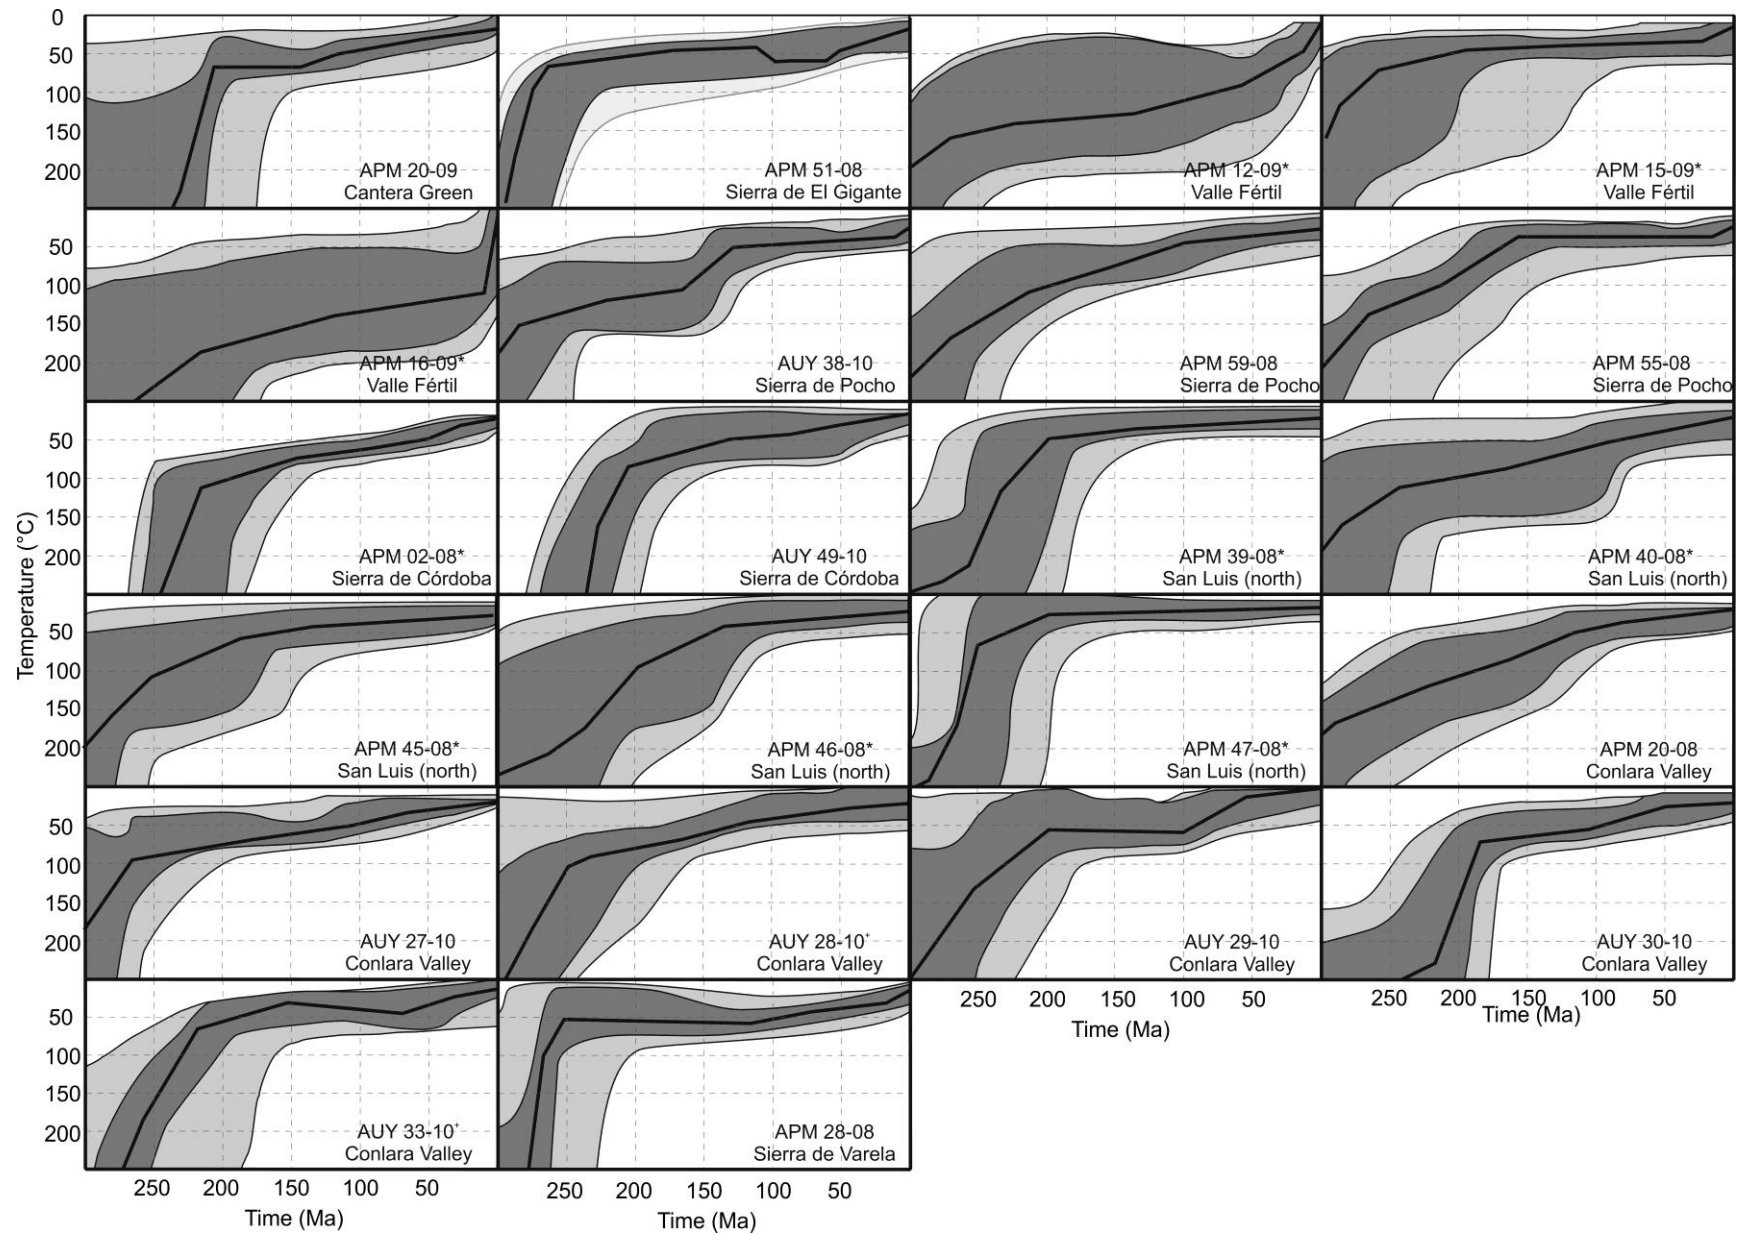 0
50
100
150
200
APM 20-09
Cantera Green
APM 51-08
Sierra de El Gigante
APM 12-09*
Valle Fértil
APM 15-09*
Valle Fértil
50
100
150
200
APM 16-09*
Valle Fértil
AUY 38-10
Sierra de Pocho
APM 59-08
Sierra de Pocho
APM 55-08
Sierra de Pocho
Temperature (°C)
50
100
150
200
APM 02-08*
Sierra de Córdoba
AUY 49-10
Sierra de Córdoba
APM 39-08*
San Luis (north)
APM 40-08*
San Luis (north)
50
100
150
200
APM 45-08*
San Luis (north)
APM 46-08*
San Luis (north)
APM 47-08*
San Luis (north)
APM 20-08
Conlara Valley
50
100
150
200
AUY 27-10
Conlara Valley
AUY 28-10+
Conlara Valley
AUY 29-10
Conlara Valley
AUY 30-10
Conlara Valley
250 200 150 100 50
Time (Ma)
250 200 150 100 50
Time (Ma)
50
100
150
200
AUY 33-10+
Conlara Valley
APM 28-08
Sierra de Varela
250 200 150 100 50
Time (Ma)
250 200 150 100 50
Time (Ma)